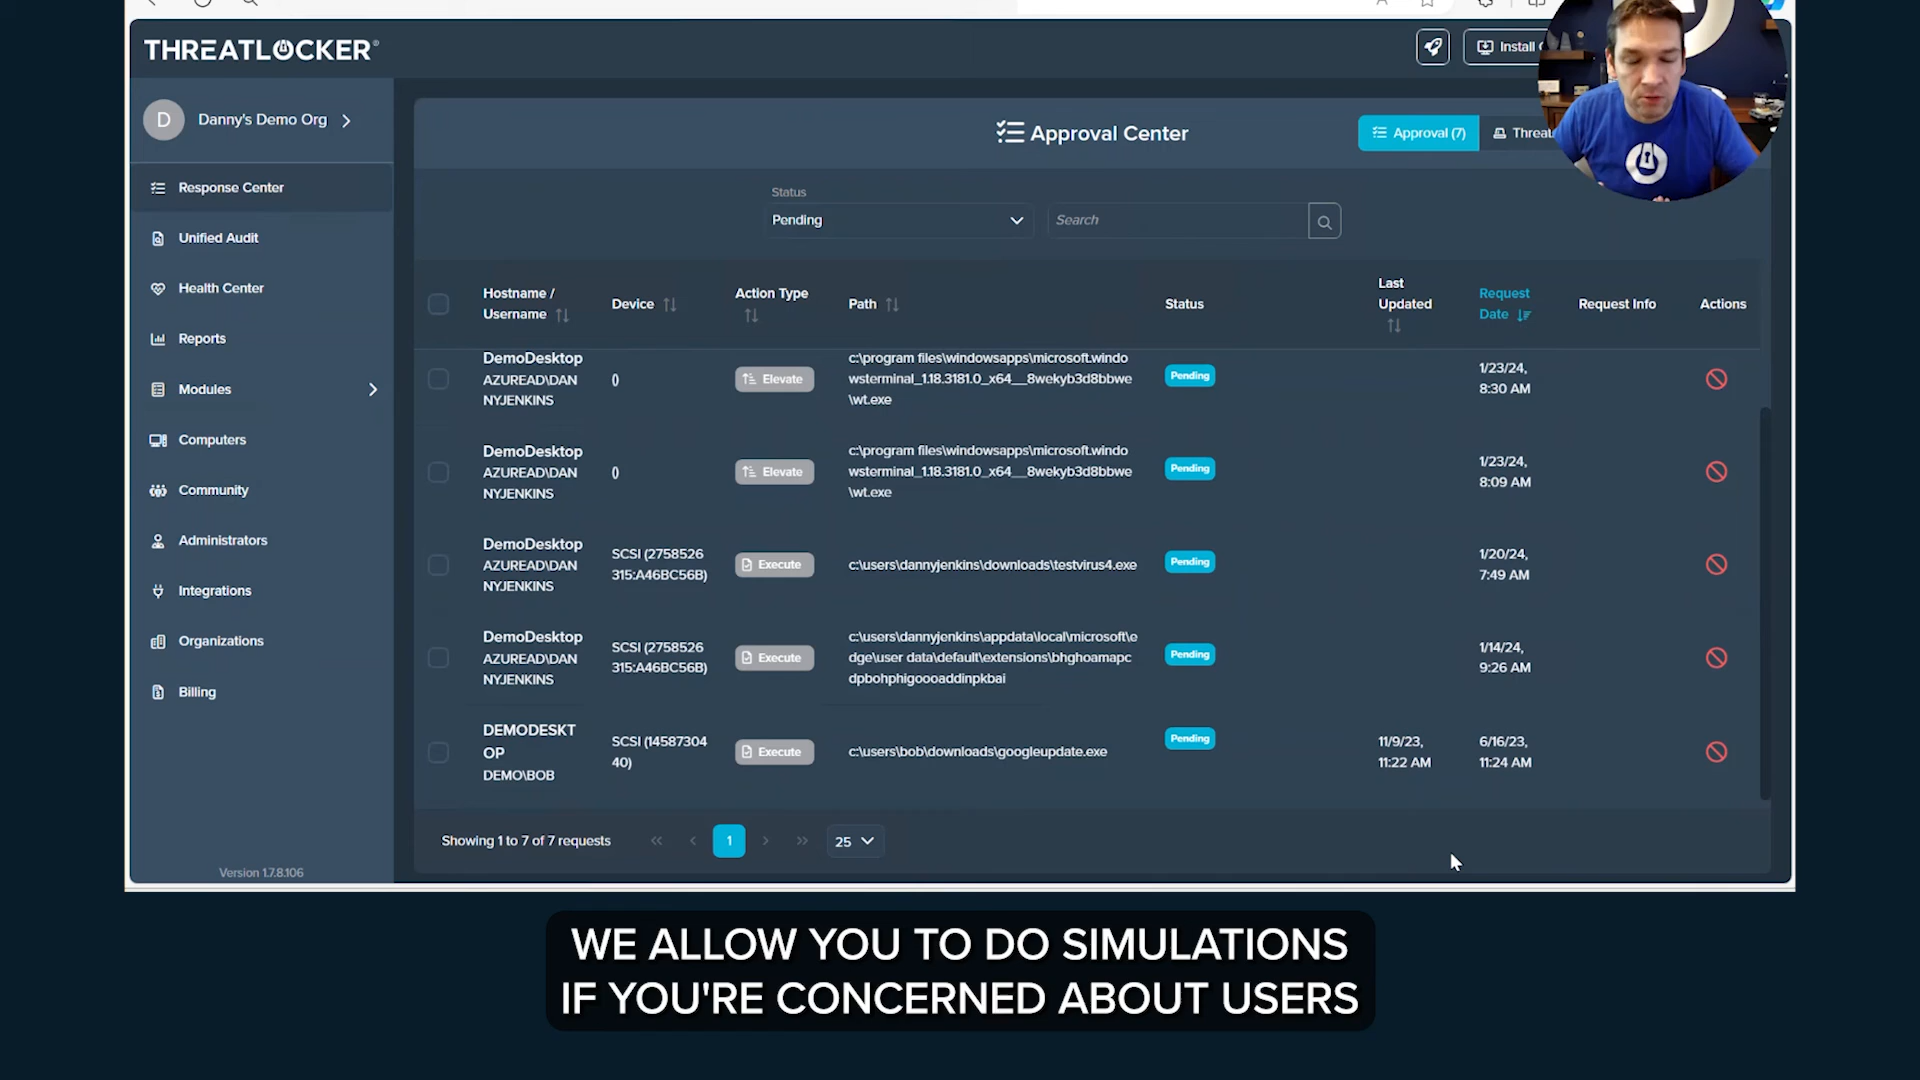 THREATLOCKER®
Install
D
Danny's Demo Org
Response Center
Unified Audit
Health Center
Reports
Modules
Computers
Community
Administrators
Integrations
Organizations
Billing
Version 1.7.8.106
Approval Center
Approval (7)
Threat
Status
Pending
Search
Hostname /
Username
Device
Action Type
Path
Status
Last
Updated
Request
Date
Request Info
Actions
DemoDesktop
AZUREAD\DAN
NYJENKINS
()
Elevate
c:\program files\windowsapps\microsoft.windo
wsterminal_1.18.3181.0_x64__8wekyb3d8bbwe
\wt.exe
Pending
1/23/24,
8:30 AM
DemoDesktop
AZUREAD\DAN
NYJENKINS
()
Elevate
c:\program files\windowsapps\microsoft.windo
wsterminal_1.18.3181.0_x64__8wekyb3d8bbwe
\wt.exe
Pending
1/23/24,
8:09 AM
DemoDesktop
AZUREAD\DAN
NYJENKINS
SCSI (2758526
315:A46BC56B)
Execute
c:\users\dannyjenkins\downloads\testvirus4.exe
Pending
1/20/24,
7:49 AM
DemoDesktop
AZUREAD\DAN
NYJENKINS
SCSI (2758526
315:A46BC56B)
Execute
c:\users\dannyjenkins\appdata\local\microsoft\e
dge\user data\default\extensions\bhghoamapc
dpbohphigoooaddinpkbai
Pending
1/14/24,
9:26 AM
DEMODESKT
OP
DEMO\BOB
SCSI (14587304
40)
Execute
c:\users\bob\downloads\googleupdate.exe
Pending
11/9/23,
11:22 AM
6/16/23,
11:24 AM
Showing 1 to 7 of 7 requests
1
25
WE ALLOW YOU TO DO SIMULATIONS
IF YOU'RE CONCERNED ABOUT USERS